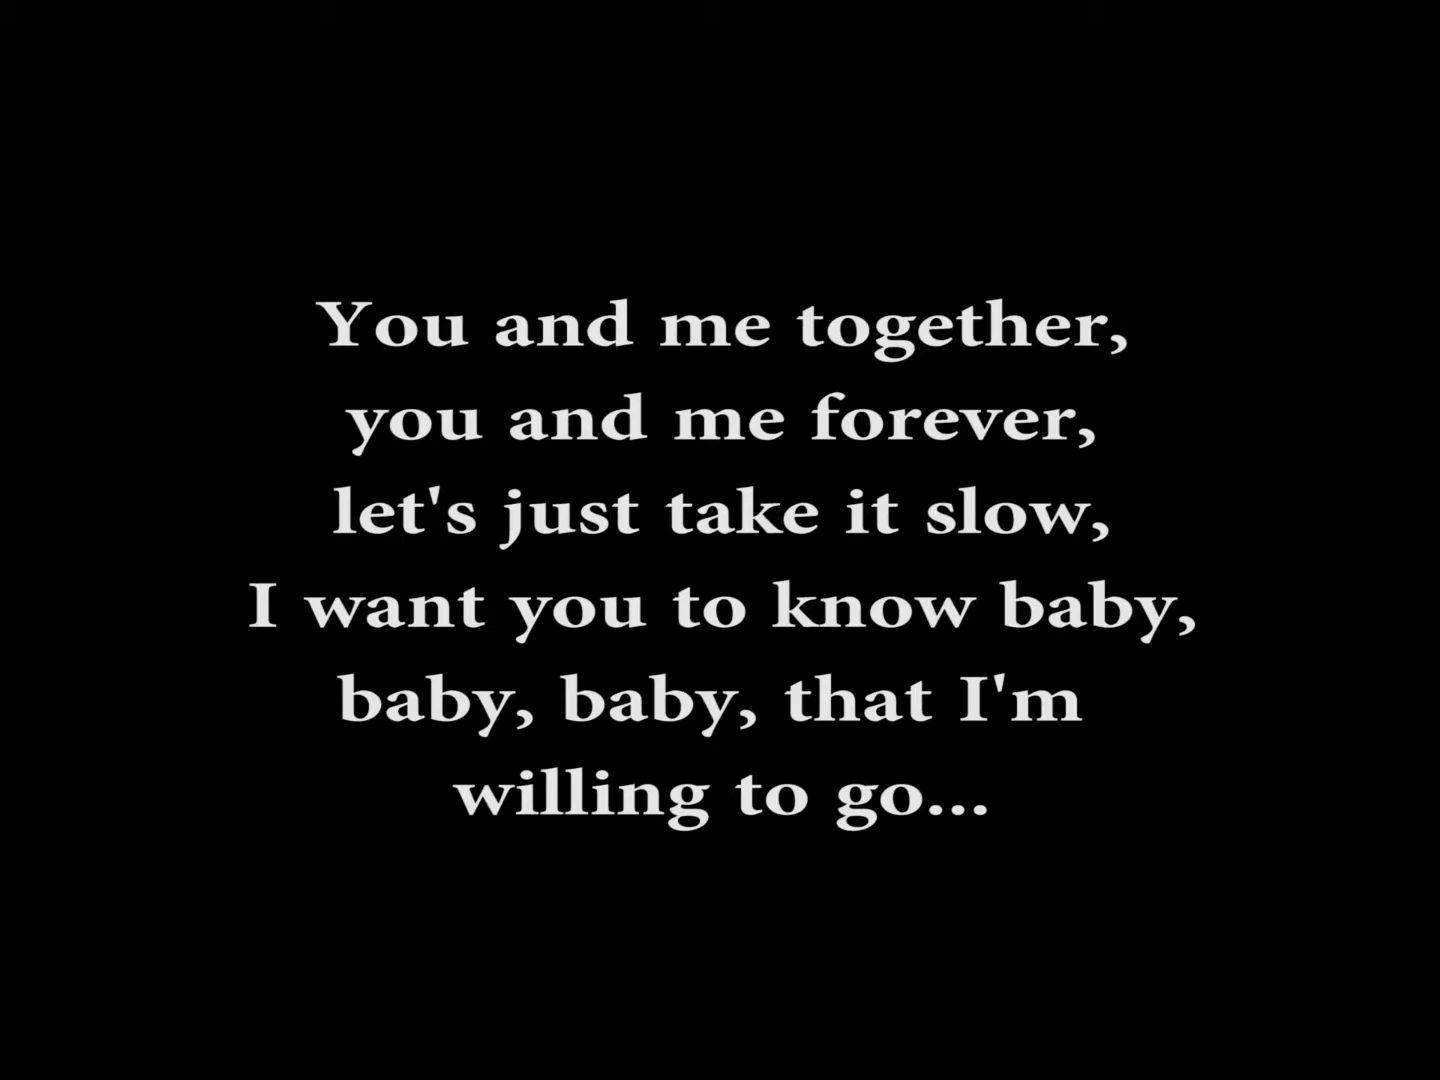 You and me together,
you and me forever,
let's just take it slow,
I want you to know baby,
baby, baby, that I'm
willing to go...